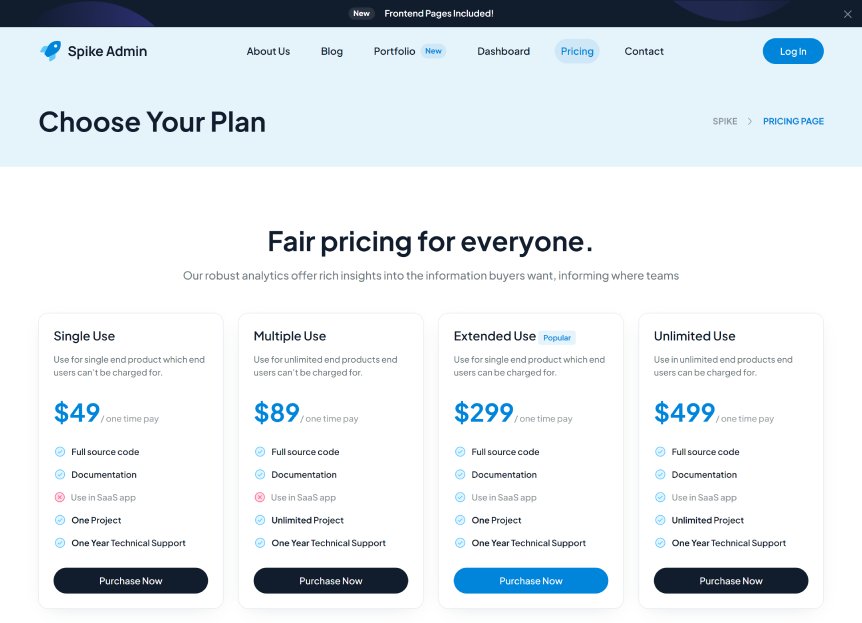 New Frontend Pages Included!
Spike Admin About Us Blog Portfolio New Dashboard Pricing Contact Log In
Choose Your Plan
SPIKE PRICING PAGE
Fair pricing for everyone.
Our robust analytics offer rich insights into the information buyers want, informing where teams
Single Use
Use for single end product which end
users can't be charged for.
$49 / one time pay
Full source code
Documentation
Use in SaaS app
One Project
One Year Technical Support
Purchase Now
Multiple Use
Use for unlimited end products end
users can't be charged for.
$89 / one time pay
Full source code
Documentation
Use in SaaS app
Unlimited Project
One Year Technical Support
Purchase Now
Extended Use Popular
Use for single end product which end
users can be charged for.
$299 / one time pay
Full source code
Documentation
Use in SaaS app
One Project
One Year Technical Support
Purchase Now
Unlimited Use
Use in unlimited end products end
users can be charged for.
$499 / one time pay
Full source code
Documentation
Use in SaaS app
Unlimited Project
One Year Technical Support
Purchase Now